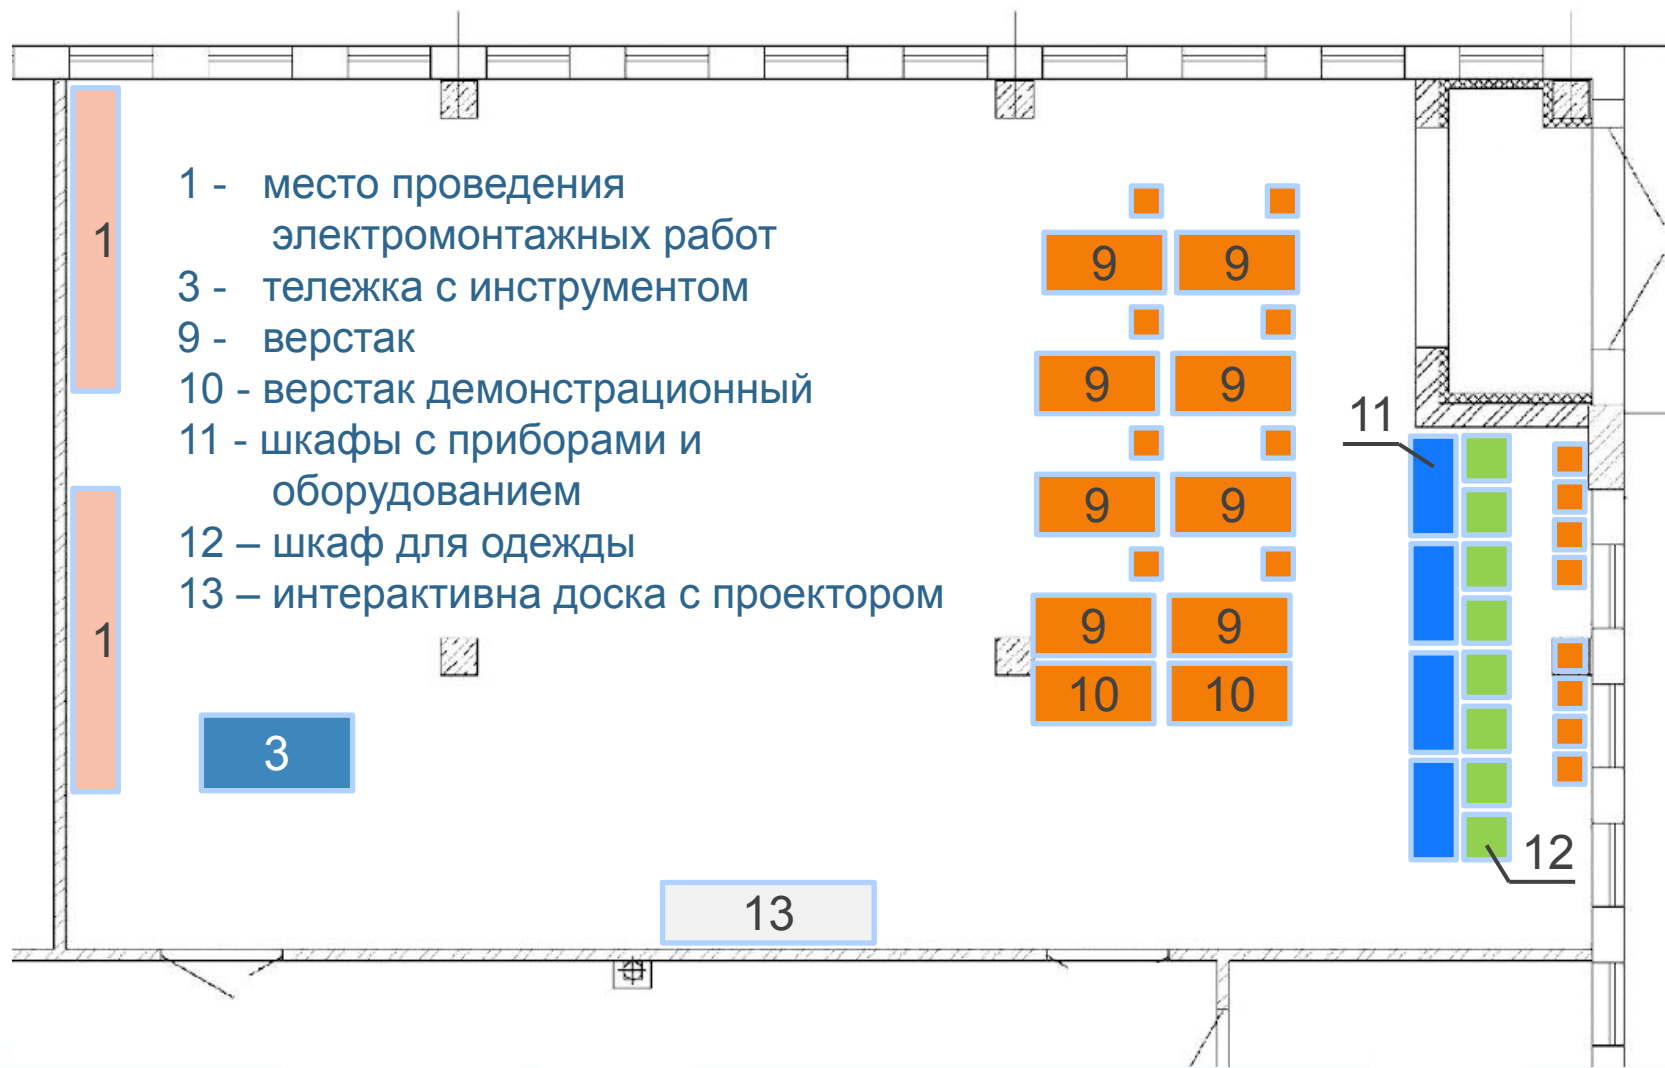 1 - место проведения
электромонтажных работ
3 - тележка с инструментом
9 - верстак
10 - верстак демонстрационный
11 - шкафы с приборами и
оборудованием
12 – шкаф для одежды
13 – интерактивна доска с проектором
1
1
3
9 9
9 9
9 9
9 9
10 10
11
12
13